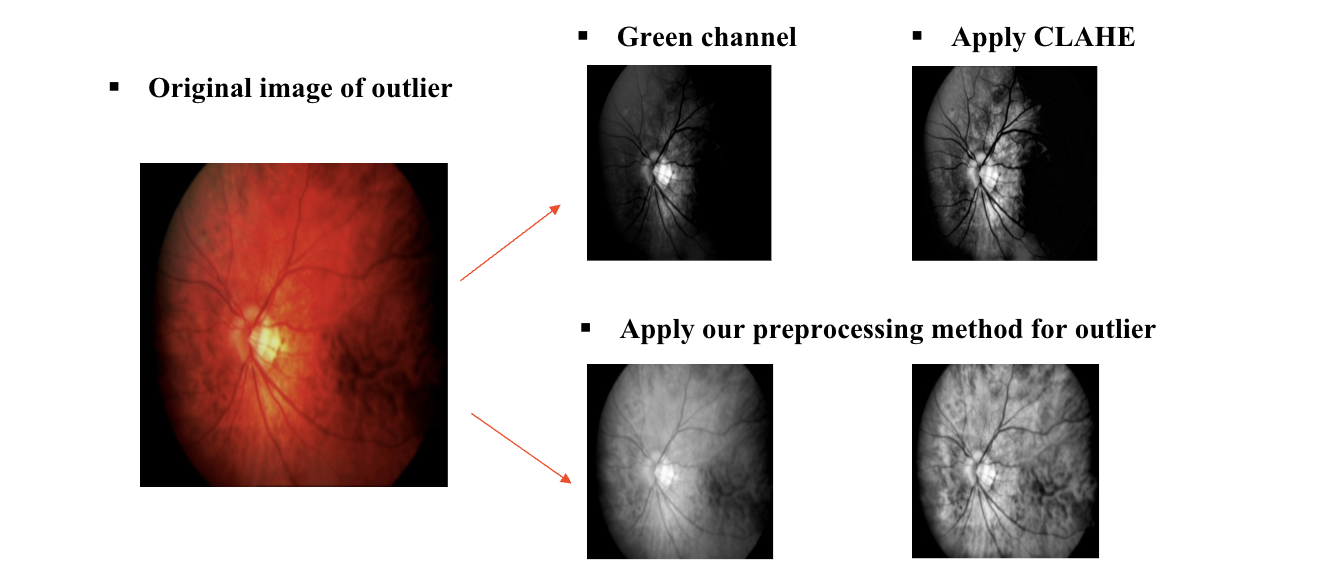 ▪ Green channel
▪ Apply CLAHE
▪ Original image of outlier
▪ Apply our preprocessing method for outlier